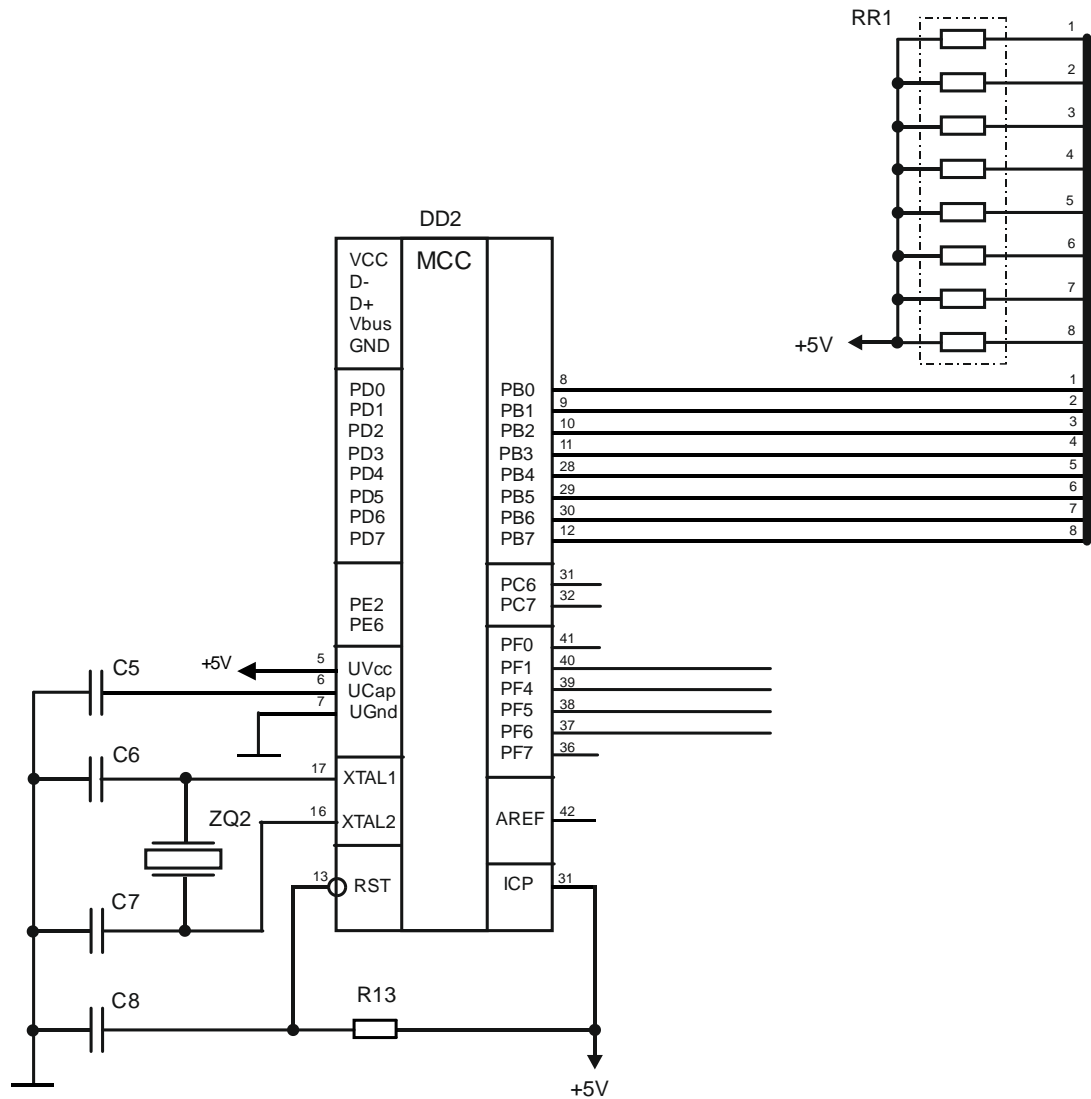 RR1
1
2
3
4
5
6
7
8
+5V
DD2
MCC
VCC
D-
D+
Vbus
GND
PD0
PD1
PD2
PD3
PD4
PD5
PD6
PD7
PE2
PE6
+5V
5
UVcc
6
UCap
7
UGnd
17
XTAL1
16
XTAL2
13
RST
PB0
8
1
PB1
9
2
PB2
10
3
PB3
11
4
PB4
28
5
PB5
29
6
PB6
30
7
PB7
12
8
PC6
31
PC7
32
PF0
41
PF1
40
PF4
39
PF5
38
PF6
37
PF7
36
AREF
42
ICP
31
C5
C6
ZQ2
C7
C8
R13
+5V